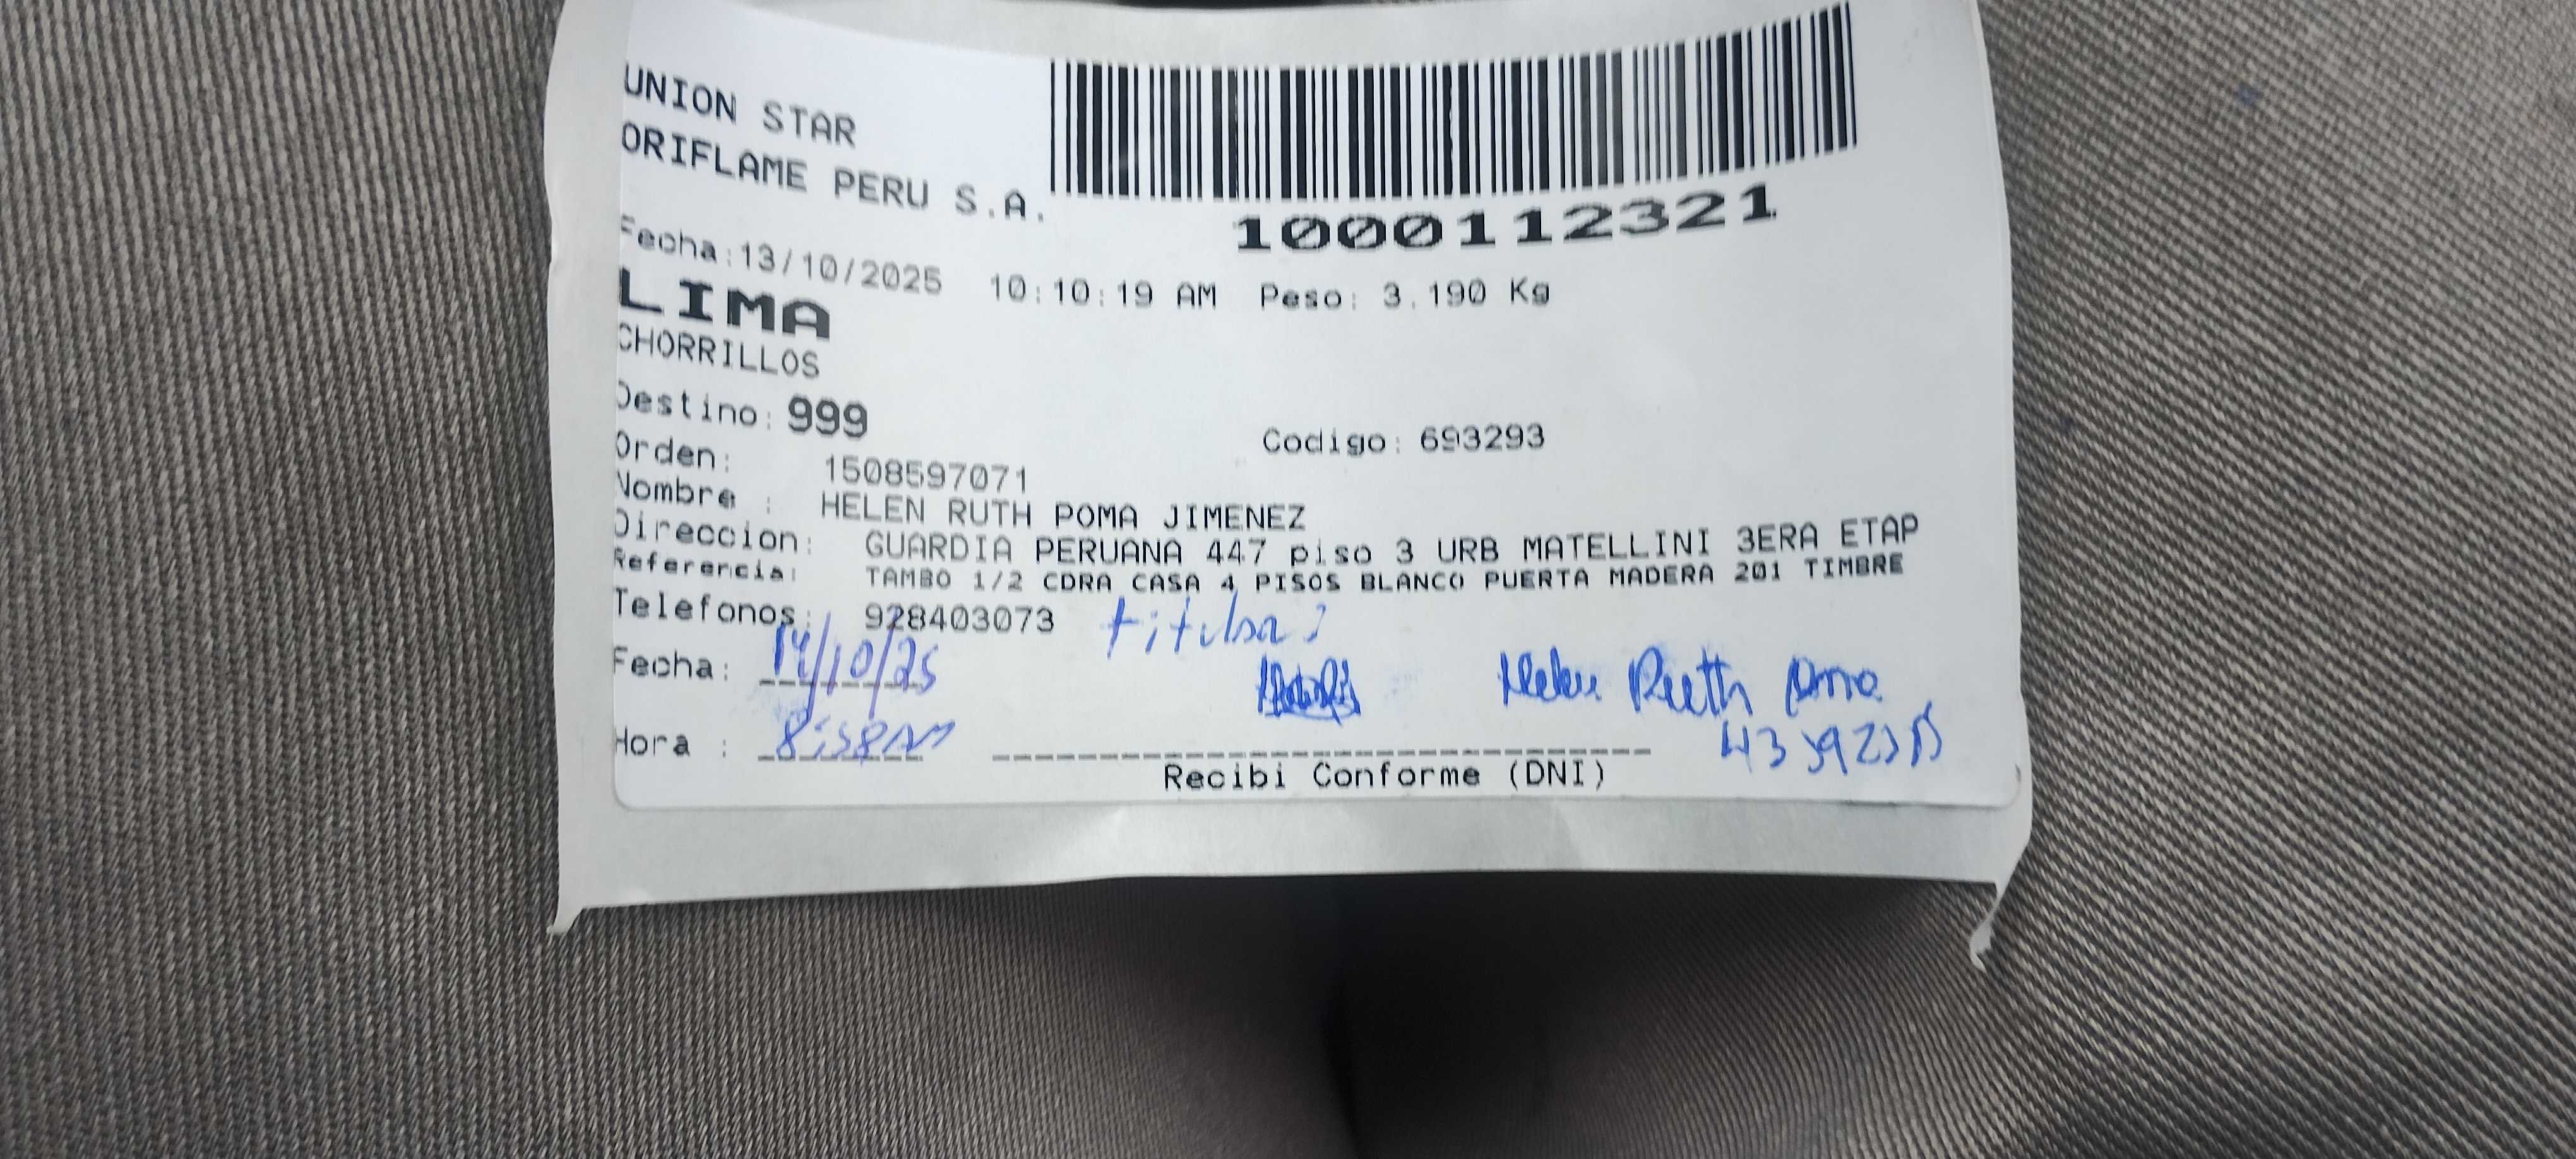 UNION STAR
ORIFLAME PERU S.A.
1000112321
Fecha:13/10/2025 10:10:19 AM Peso: 3.190 Kg
LIMA
CHORRILLOS
Destino: 999
Codigo: 693293
Orden: 1508597071
Nombre : HELEN RUTH POMA JIMENEZ
Direccion: GUARDIA PERUANA 447 piso 3 URB MATELLINI 3ERA ETAP
Referencia: TAMBO 1/2 CDRA CASA 4 PISOS BLANCO PUERTA MADERA 201 TIMBRE
Telefonos: 928403073
Fecha: 14/10/25
Ruth
Hora :
Recibi Conforme (DNI)